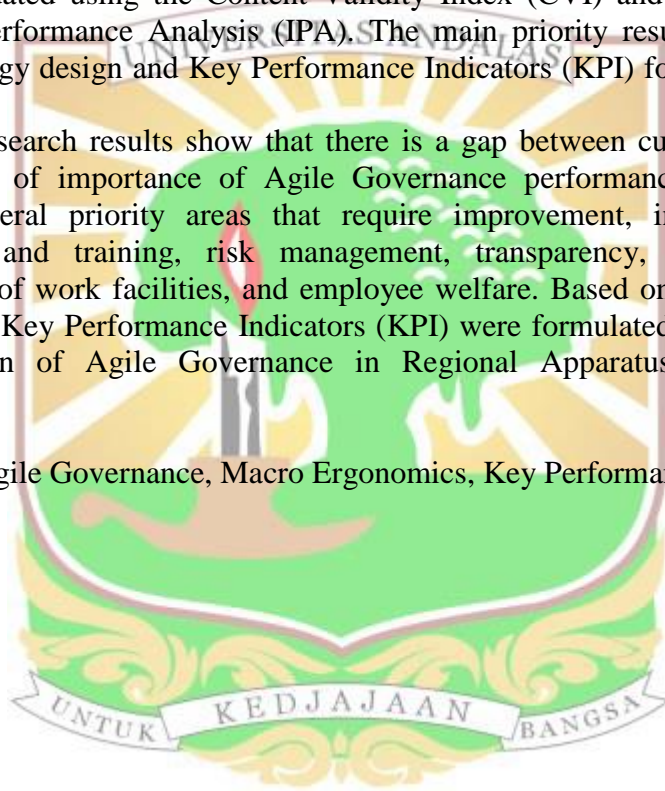 ated using the Content Validity Index (CVI) and
erformance Analysis (IPA). The main priority resu
UNIVERSITAS ANDALAS
gy design and Key Performance Indicators (KPI) fo
search results show that there is a gap between cu
of importance of Agile Governance performanc
eral priority areas that require improvement, i
and training, risk management, transparency,
of work facilities, and employee welfare. Based on
Key Performance Indicators (KPI) were formulated
n of Agile Governance in Regional Apparatus
gile Governance, Macro Ergonomics, Key Performa
UNTUK KEDJAJAAN BANGSA